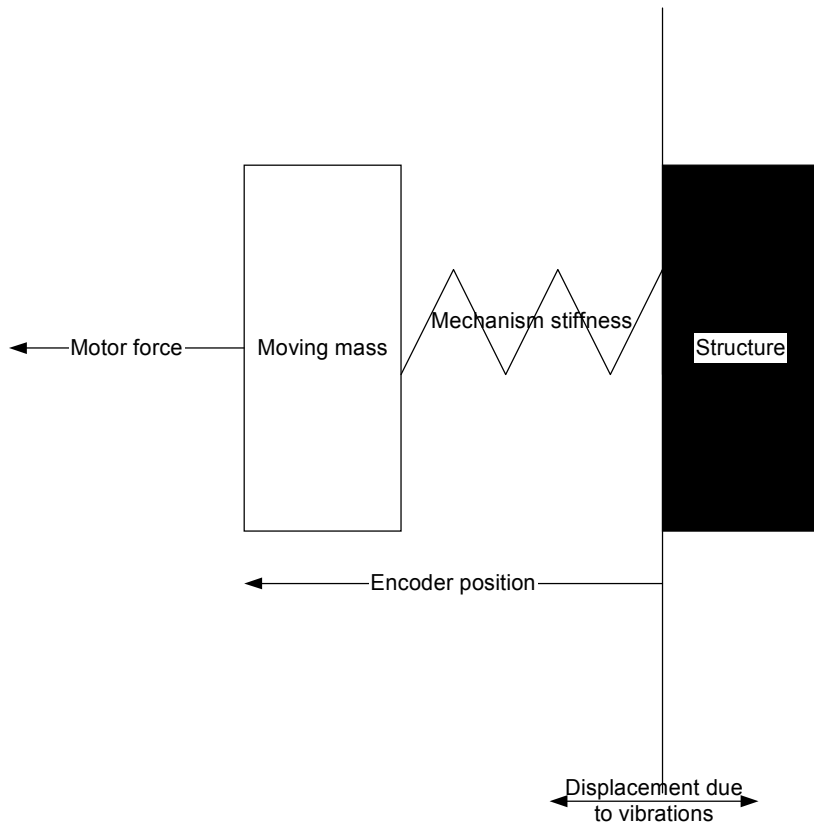 Mechanism stiffness
Motor force
Moving mass
Structure
Encoder position
Displacement due
to vibrations